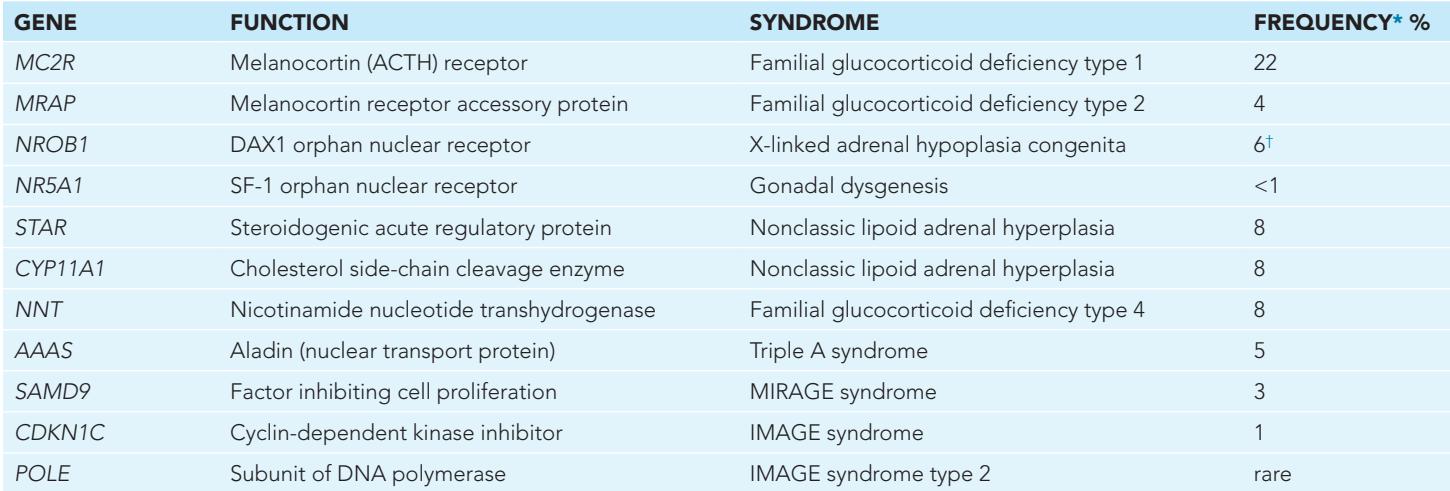 GENE FUNCTION SYNDROME FREQUENCY* %
MC2R Melanocortin (ACTH) receptor Familial glucocorticoid deficiency type 1 22
MRAP Melanocortin receptor accessory protein Familial glucocorticoid deficiency type 2 4
NROB1 DAX1 orphan nuclear receptor X-linked adrenal hypoplasia congenita 6†
NR5A1 SF-1 orphan nuclear receptor Gonadal dysgenesis <1
STAR Steroidogenic acute regulatory protein Nonclassic lipoid adrenal hyperplasia 8
CYP11A1 Cholesterol side-chain cleavage enzyme Nonclassic lipoid adrenal hyperplasia 8
NNT Nicotinamide nucleotide transhydrogenase Familial glucocorticoid deficiency type 4 8
AAAS Aladin (nuclear transport protein) Triple A syndrome 5
SAMD9 Factor inhibiting cell proliferation MIRAGE syndrome 3
CDKN1C Cyclin-dependent kinase inhibitor IMAGE syndrome 1
POLE Subunit of DNA polymerase IMAGE syndrome type 2 rare